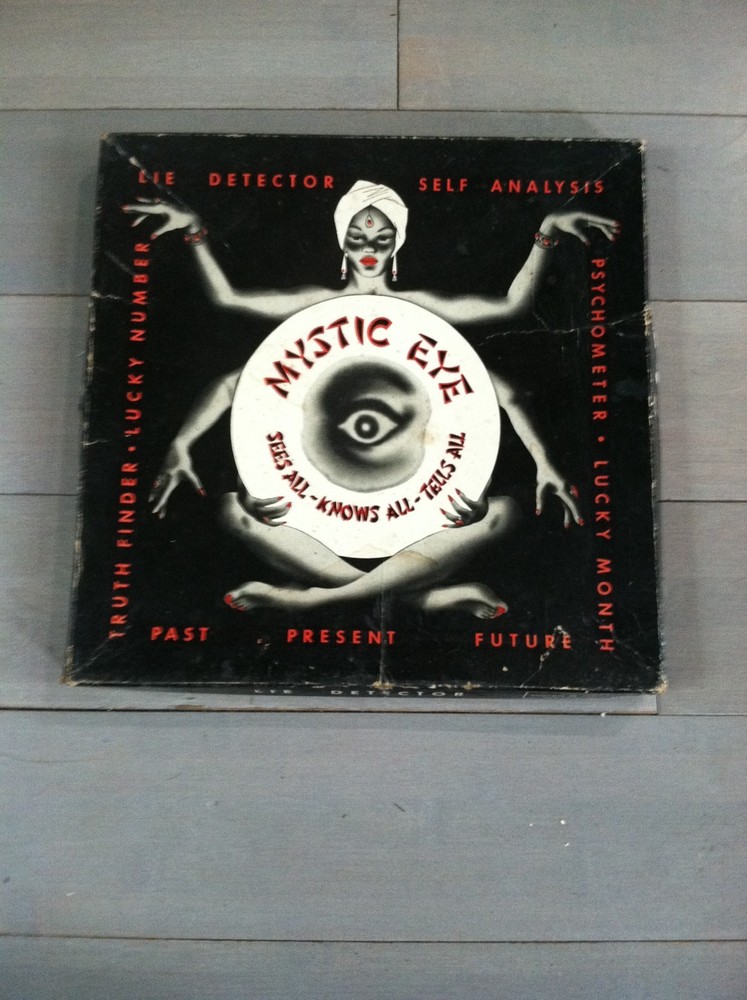 LIE DETECTOR SELF ANALYSIS
TRUTH FINDER • LUCKY NUMBER
PSYCHOMETER • LUCKY MONTH
MYSTIC EYE
SEES ALL - KNOWS ALL - TELLS ALL
PAST . PRESENT FUTURE
LIE DETECTOR